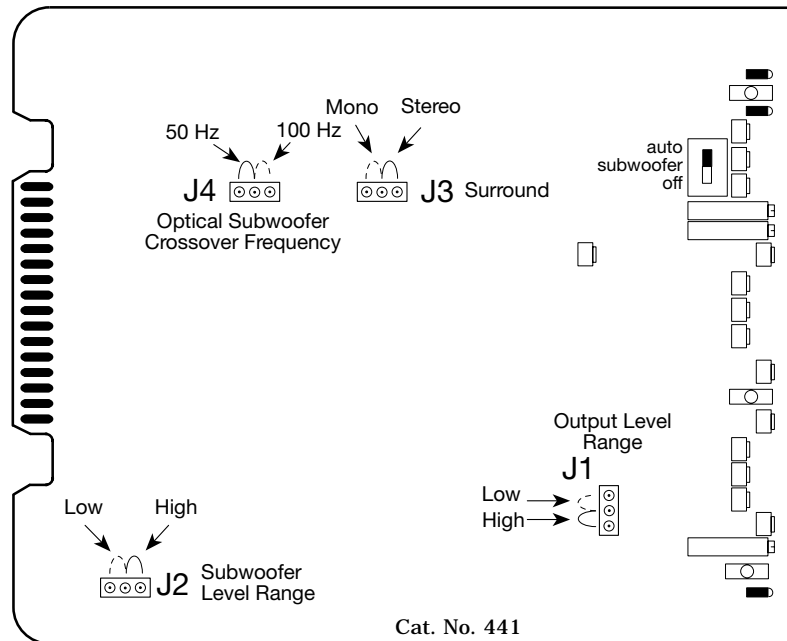 Mono Stereo
50 Hz 100 Hz
J4
Optical Subwoofer
Crossover Frequency
J3 Surround
auto
subwoofer
off
Output Level
Range
J1
Low
High
Low High
J2 Subwoofer
Level Range
Cat. No. 441